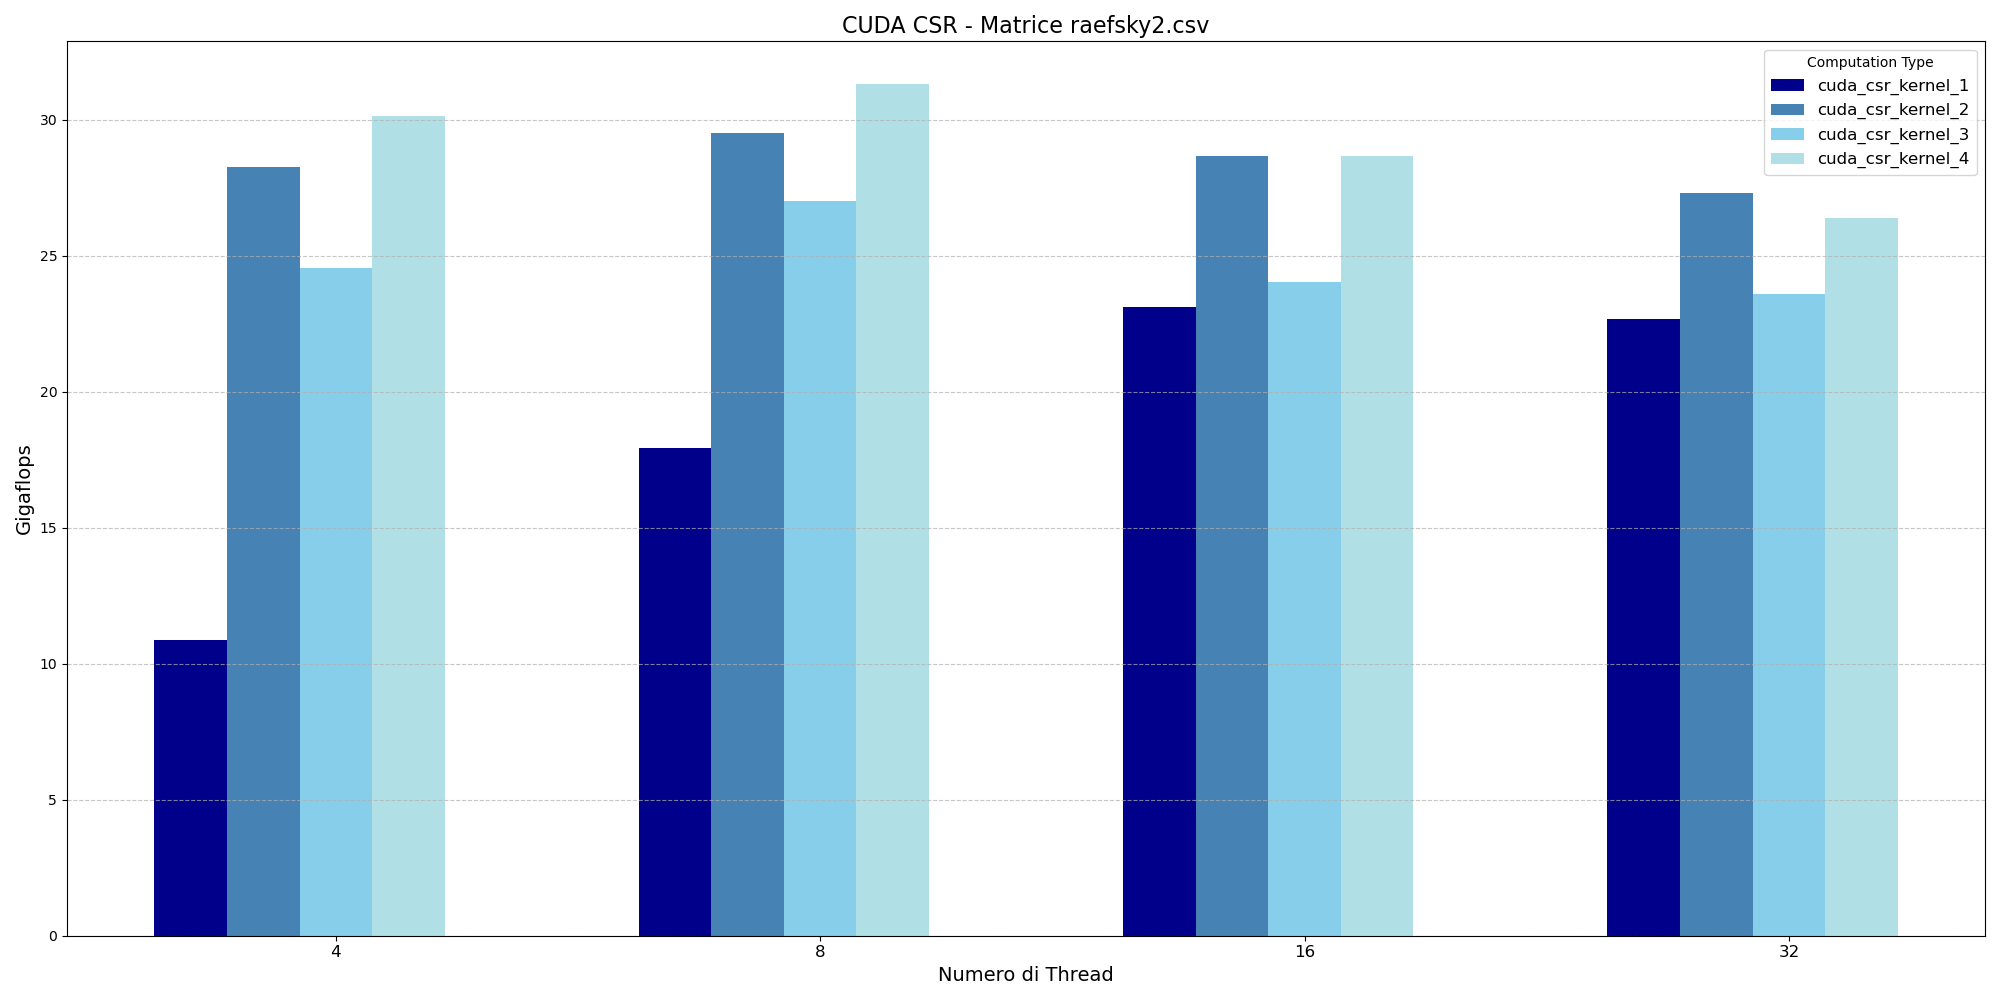 CUDA CSR - Matrice raefsky2.csv
Computation Type
cuda_csr_kernel_1
cuda_csr_kernel_2
cuda_csr_kernel_3
cuda_csr_kernel_4
Gigaflops
30
25
20
15
10
5
0
4 8 16 32
Numero di Thread